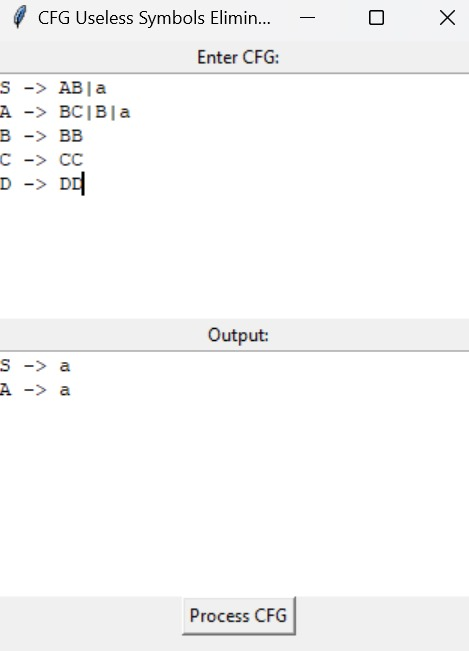 CFG Useless Symbols Elimin...
Enter CFG:
S -> AB|a
A -> BC|B|a
B -> BB
C -> CC
D -> DD
Output:
S -> a
A -> a
Process CFG